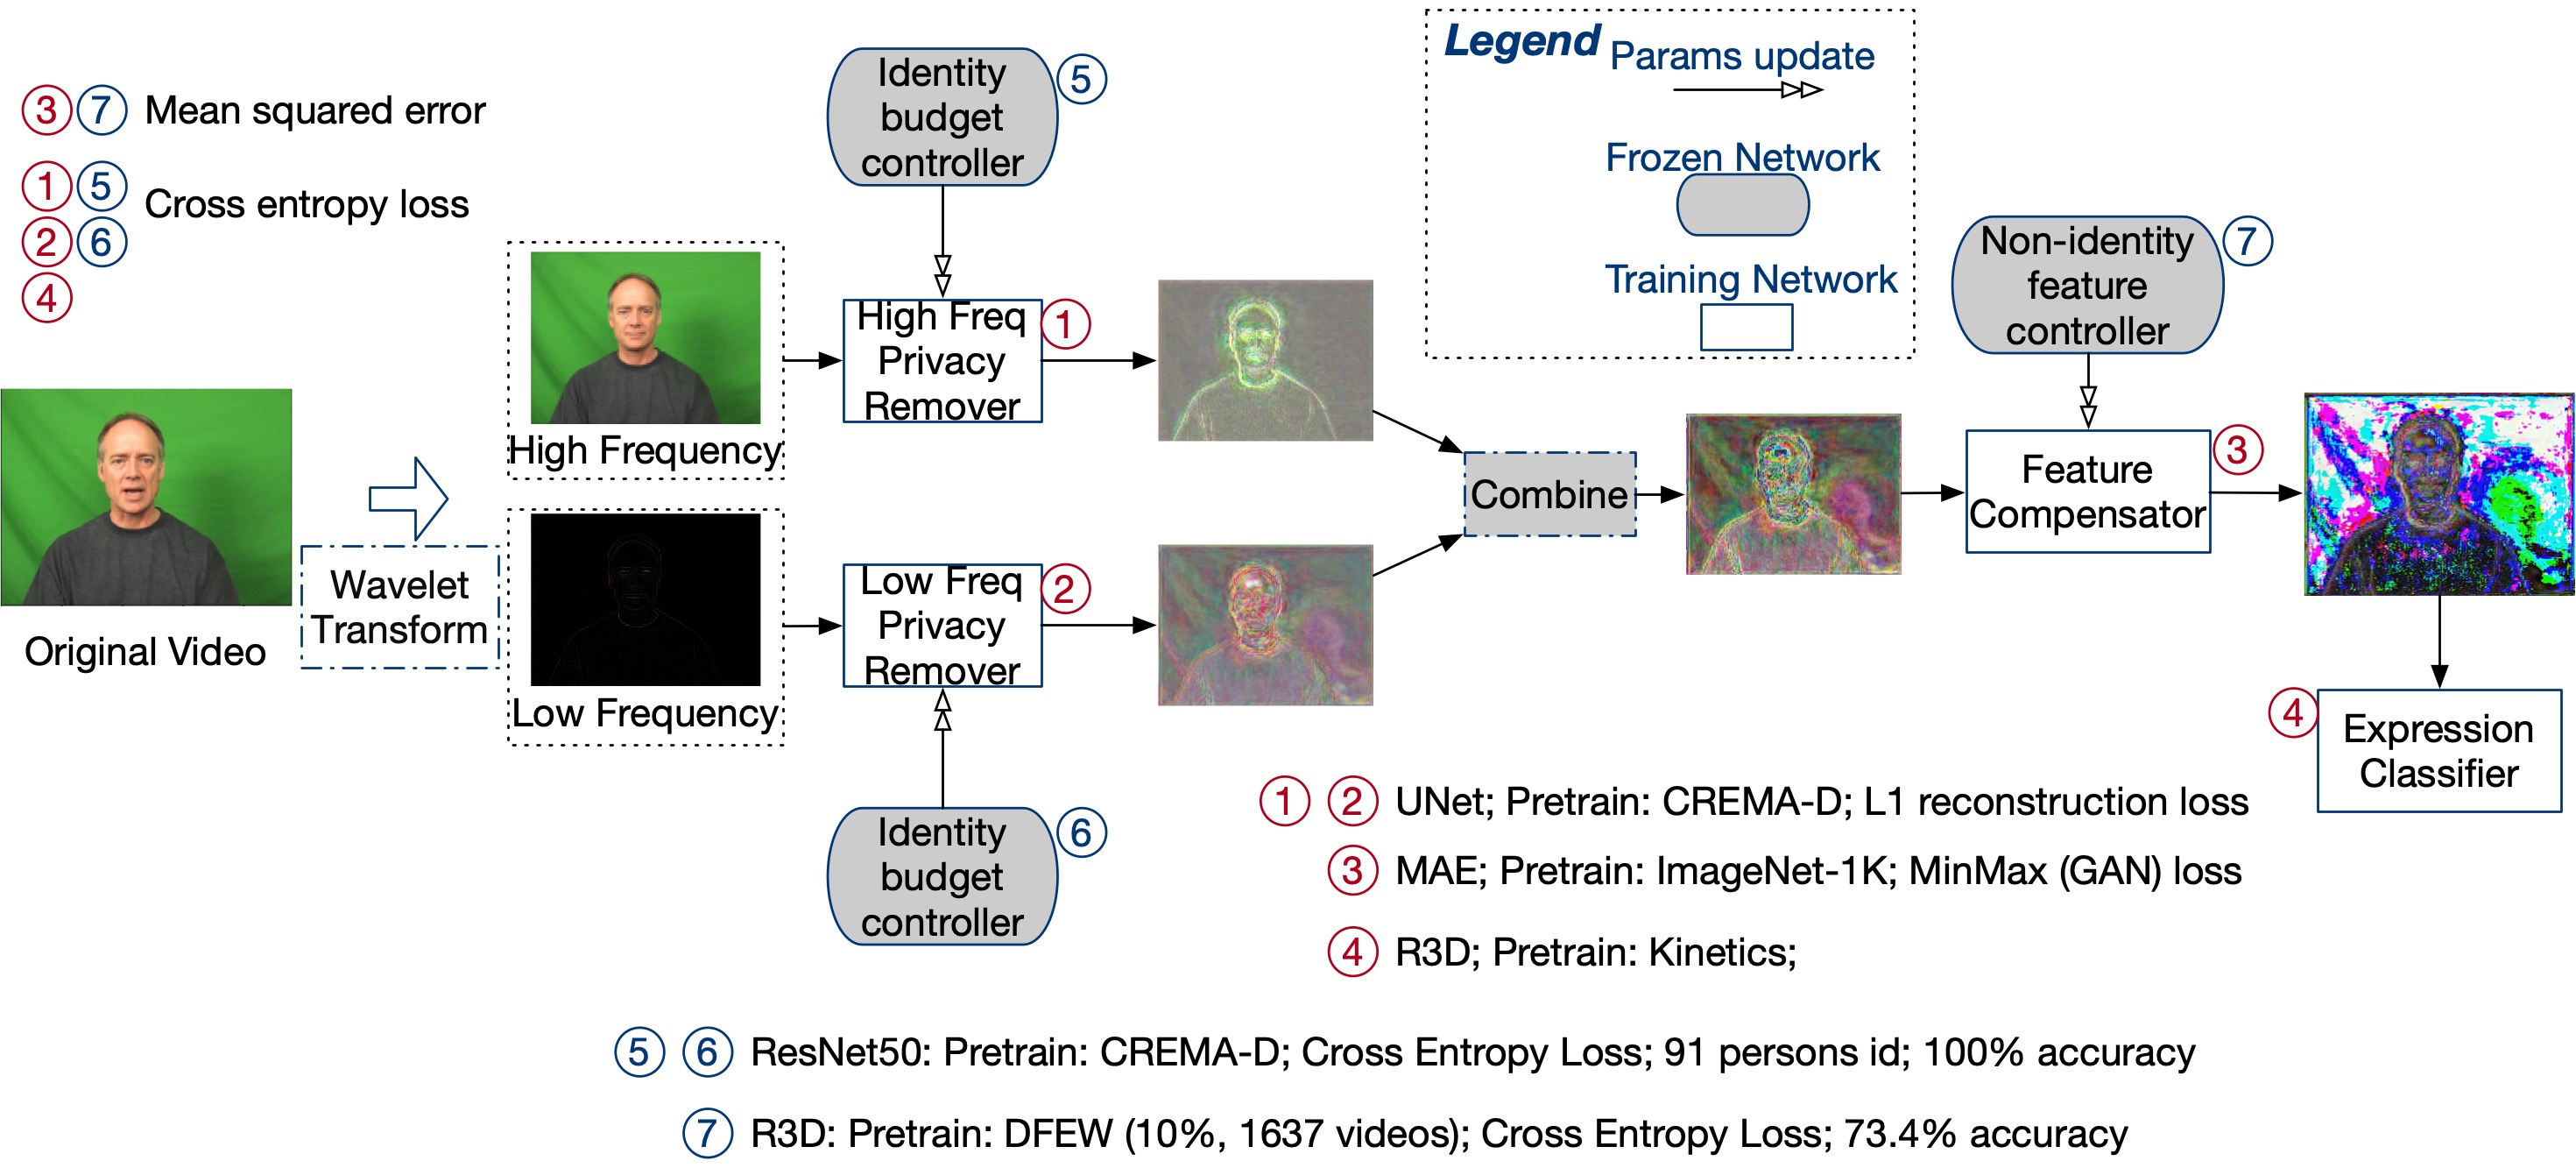 3 7 Mean squared error
1 5 Cross entropy loss
2 6
4
Original Video
Wavelet
Transform
High Frequency
Low Frequency
Identity
budget
controller
5
High Freq
Privacy
Remover
1
Low Freq
Privacy
Remover
2
Identity
budget
controller
6
Combine
Legend
Params update
Frozen Network
Training Network
Non-identity
feature
controller
7
Feature
Compensator
3
4
Expression
Classifier
1 2 UNet; Pretrain: CREMA-D; L1 reconstruction loss
3 MAE; Pretrain: ImageNet-1K; MinMax (GAN) loss
4 R3D; Pretrain: Kinetics;
5 6 ResNet50: Pretrain: CREMA-D; Cross Entropy Loss; 91 persons id; 100% accuracy
7 R3D: Pretrain: DFEW (10%, 1637 videos); Cross Entropy Loss; 73.4% accuracy